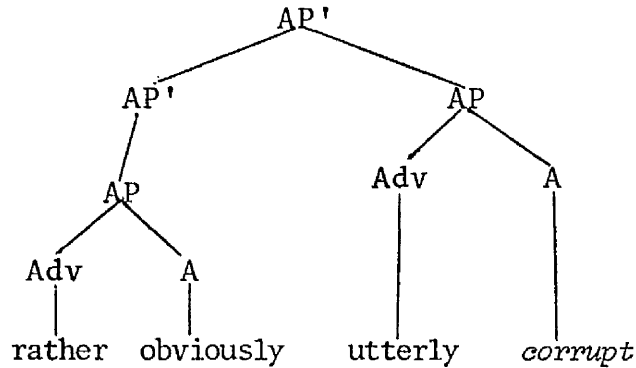 AP'
AP' AP
Adv A
AP
Adv A
rather obviously utterly corrupt